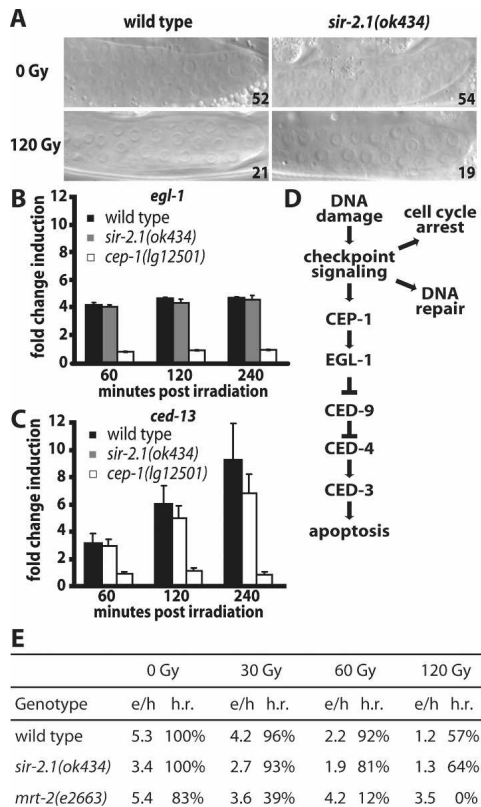 A
wild type
sir-2.1(ok434)
0 Gy
52
54
120 Gy
21
19
B
egl-1
fold change induction
12
10
8
6
4
2
0
wild type
sir-2.1(ok434)
cep-1(lg12501)
60
120
240
minutes post irradiation
C
ced-13
fold change induction
12
10
8
6
4
2
0
wild type
sir-2.1(ok434)
cep-1(lg12501)
60
120
240
minutes post irradiation
D
DNA
damage
cell cycle
arrest
checkpoint
signaling
DNA
repair
CEP-1
EGL-1
CED-9
CED-4
CED-3
apoptosis
E
0 Gy 30 Gy 60 Gy 120 Gy
Genotype e/h h.r. e/h h.r. e/h h.r. e/h h.r.
wild type 5.3 100% 4.2 96% 2.2 92% 1.2 57%
sir-2.1(ok434) 3.4 100% 2.7 93% 1.9 81% 1.3 64%
mrt-2(e2663) 5.4 83% 3.6 39% 4.2 12% 3.5 0%